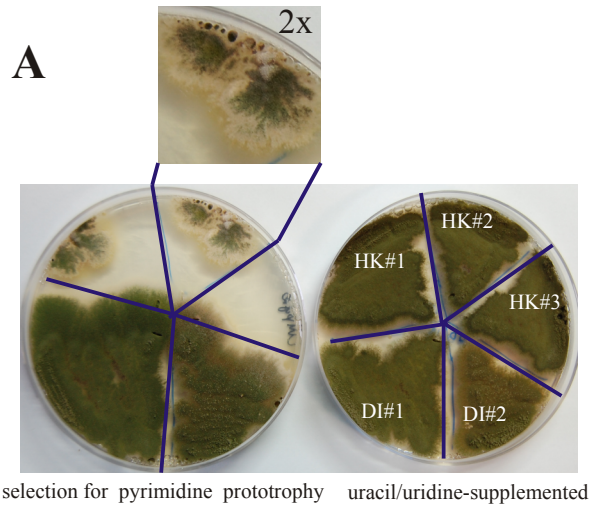 A
2x
HK#1
HK#2
HK#3
DI#1
DI#2
selection for pyrimidine prototrophy
uracil/uridine-supplemented